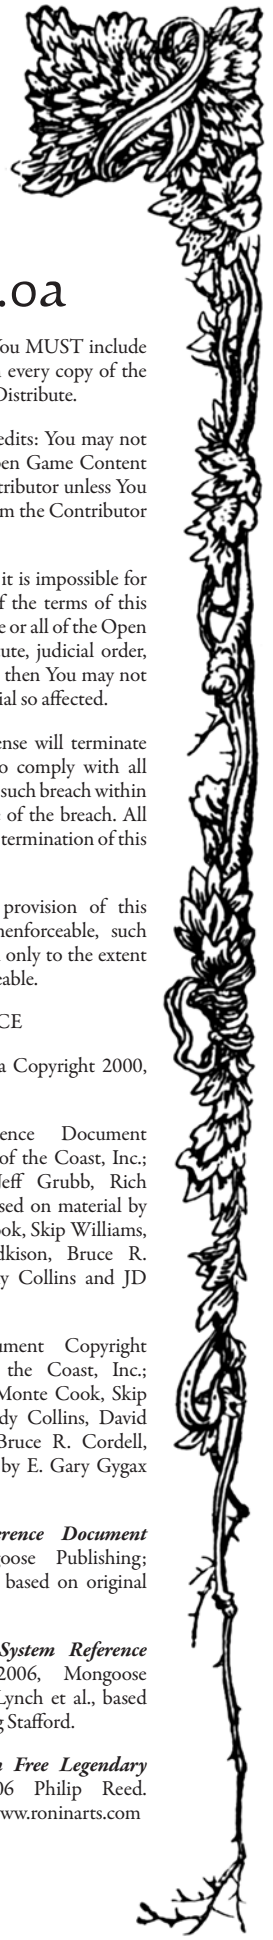 .oa
You MUST include
every copy of the
Distribute.
edits: You may not
pen Game Content
tributor unless You
m the Contributor
it is impossible for
f the terms of this
e or all of the Open
ute, judicial order,
then You may not
ial so affected.
ense will terminate
o comply with all
such breach within
of the breach. All
termination of this
provision of this
nenforceable, such
only to the extent
eable.
CE
a Copyright 2000,
ence Document
of the Coast, Inc.;
Jeff Grubb, Rich
sed on material by
ok, Skip Williams,
dkison, Bruce R.
y Collins and JD
ument Copyright
the Coast, Inc.;
Monte Cook, Skip
dy Collins, David
Bruce R. Cordell,
by E. Gary Gygax
erence Document
goose Publishing;
based on original
System Reference
2006, Mongoose
Lynch et al., based
g Stafford.
n Free Legendary
06 Philip Reed.
ww.roninarts.com